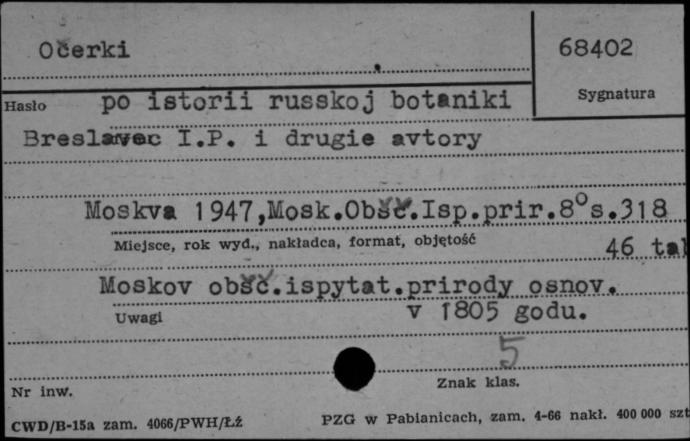 Očerki
68402
Hasło
Sygnatura
po istorii russkoj botaniki
Breslavec I.P. i drugie avtory
Moskva 1947,Mosk.Obšč.Isp.prir.8° s.318
Miejsce, rok wyd., nakładca, format, objętość
46 tal
Moskov obšč.ispytat.prirody osnov.
Uwagi
v 1805 godu.
5
Nr inw.
Znak klas.
CWD/B-15a zam. 4066/PWH/Łż
PZG w Pabianicach, zam. 4-66 nakł. 400 000 szt